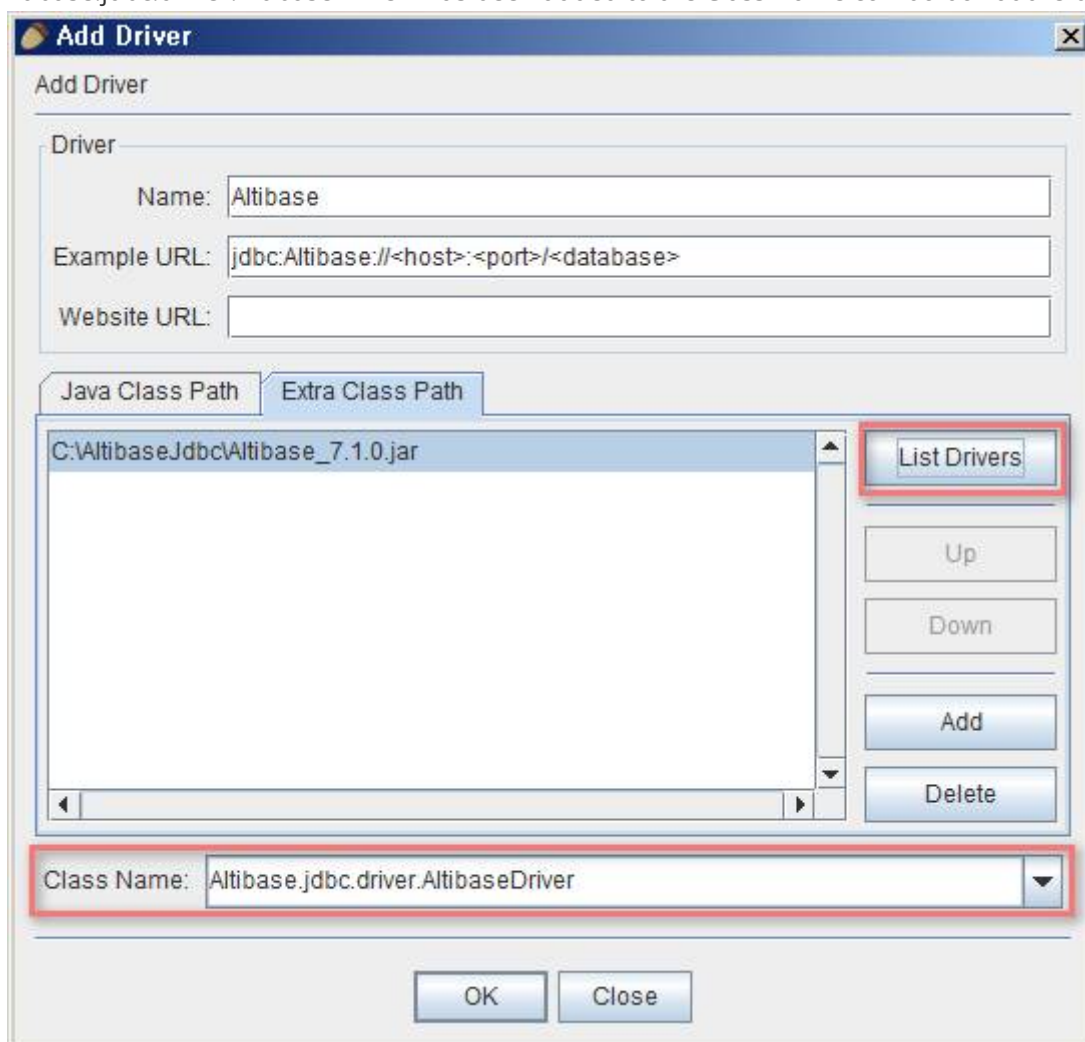 Add Driver
Add Driver
Driver
Name: Altibase
Example URL: jdbc:Altibase://<host>:<port>/<database>
Website URL:
Java Class Path Extra Class Path
C:\AltibaseJdbc\Altibase_7.1.0.jar
List Drivers
Up
Down
Add
Delete
Class Name: Altibase.jdbc.driver.AltibaseDriver
OK Close